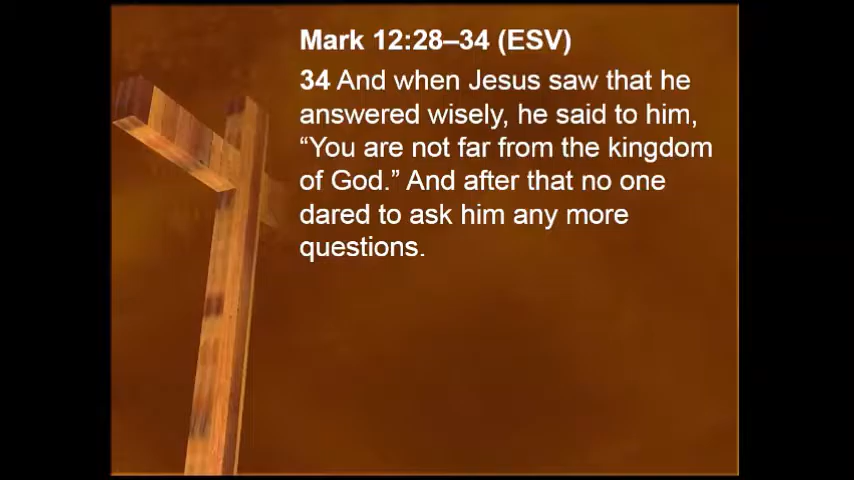 Mark 12:28–34 (ESV)
34 And when Jesus saw that he
answered wisely, he said to him,
“You are not far from the kingdom
of God.” And after that no one
dared to ask him any more
questions.